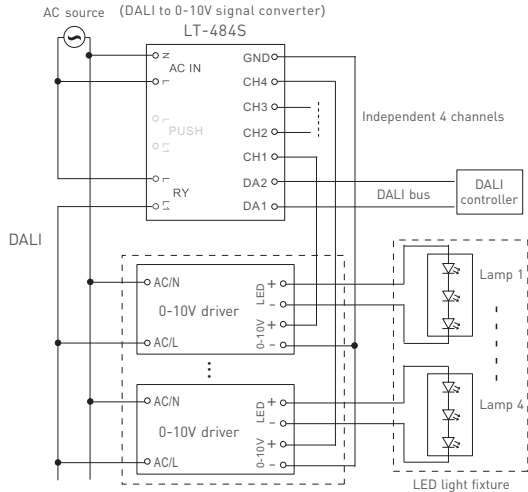 AC source
(DALI to 0-10V signal converter)
LT-484S
N
AC IN
L
L
PUSH
L1
L
RY
L1
GND
CH4
CH3
CH2
CH1
DA2
DA1
Independent 4 channels
DALI bus
DALI
controller
DALI
AC/N
0-10V driver
AC/L
LED
+
−
0-10V
+
−
Lamp 1
AC/N
0-10V driver
AC/L
LED
+
−
0-10V
+
−
Lamp 4
LED light fixture